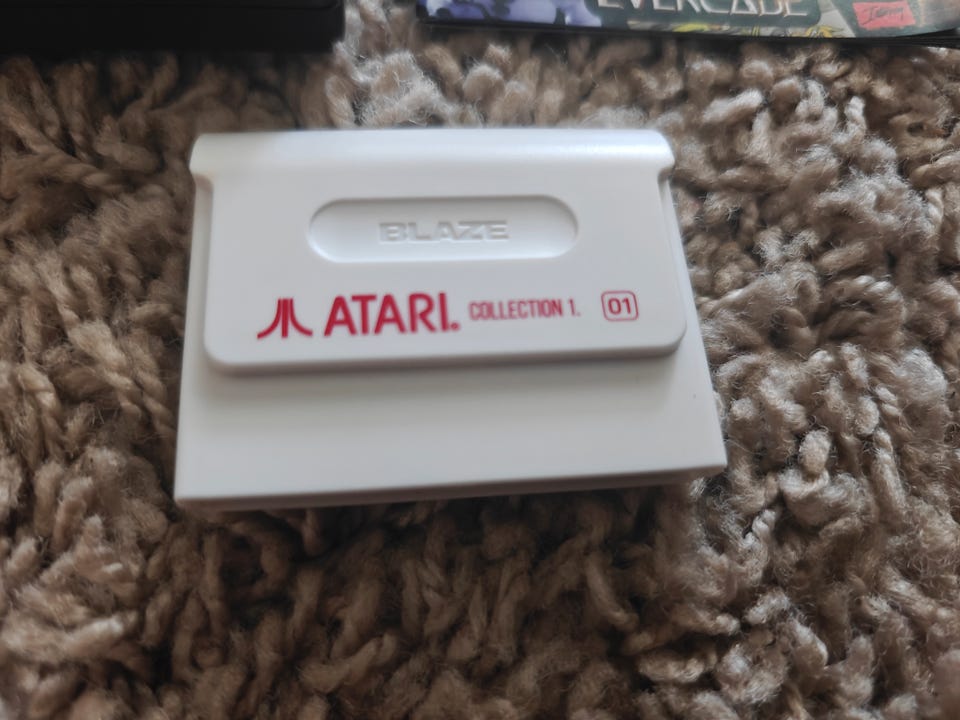 EVERCADE
BLAZE
ATARI. COLLECTION 1. 01